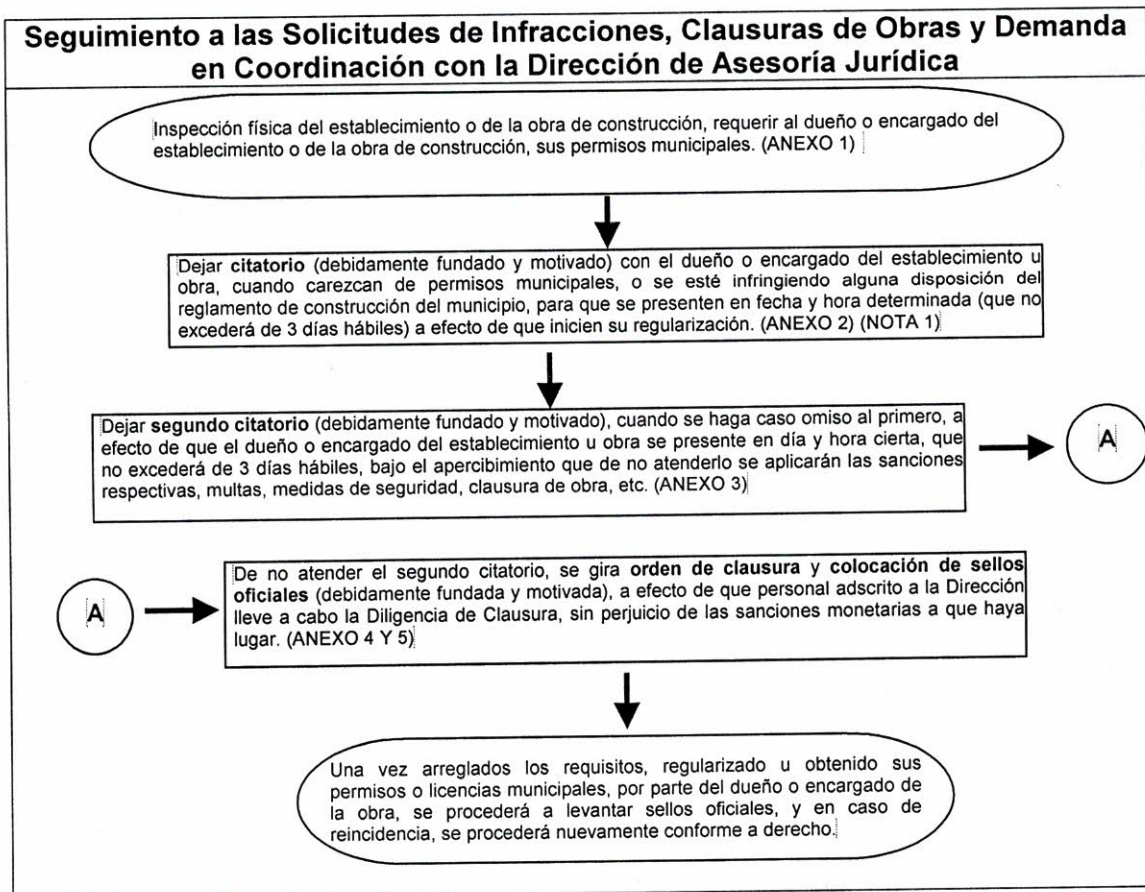 Seguimiento a las Solicitudes de Infracciones, Clausuras de Obras y Demanda
en Coordinación con la Dirección de Asesoría Jurídica
Inspección física del establecimiento o de la obra de construcción, requerir al dueño o encargado del
establecimiento o de la obra de construcción, sus permisos municipales. (ANEXO 1)
Dejar citatorio (debidamente fundado y motivado) con el dueño o encargado del establecimiento u
obra, cuando carezcan de permisos municipales, o se esté infringiendo alguna disposición del
reglamento de construcción del municipio, para que se presenten en fecha y hora determinada (que no
excederá de 3 días hábiles) a efecto de que inicien su regularización. (ANEXO 2) (NOTA 1)
Dejar segundo citatorio (debidamente fundado y motivado), cuando se haga caso omiso al primero, a
efecto de que el dueño o encargado del establecimiento u obra se presente en día y hora cierta, que
no excederá de 3 días hábiles, bajo el apercibimiento que de no atenderlo se aplicarán las sanciones
respectivas, multas, medidas de seguridad, clausura de obra, etc. (ANEXO 3)
A
A
De no atender el segundo citatorio, se gira orden de clausura y colocación de sellos
oficiales (debidamente fundada y motivada), a efecto de que personal adscrito a la Dirección
lleve a cabo la Diligencia de Clausura, sin perjuicio de las sanciones monetarias a que haya
lugar. (ANEXO 4 Y 5)
Una vez arreglados los requisitos, regularizado u obtenido sus
permisos o licencias municipales, por parte del dueño o encargado de
la obra, se procederá a levantar sellos oficiales, y en caso de
reincidencia, se procederá nuevamente conforme a derecho.